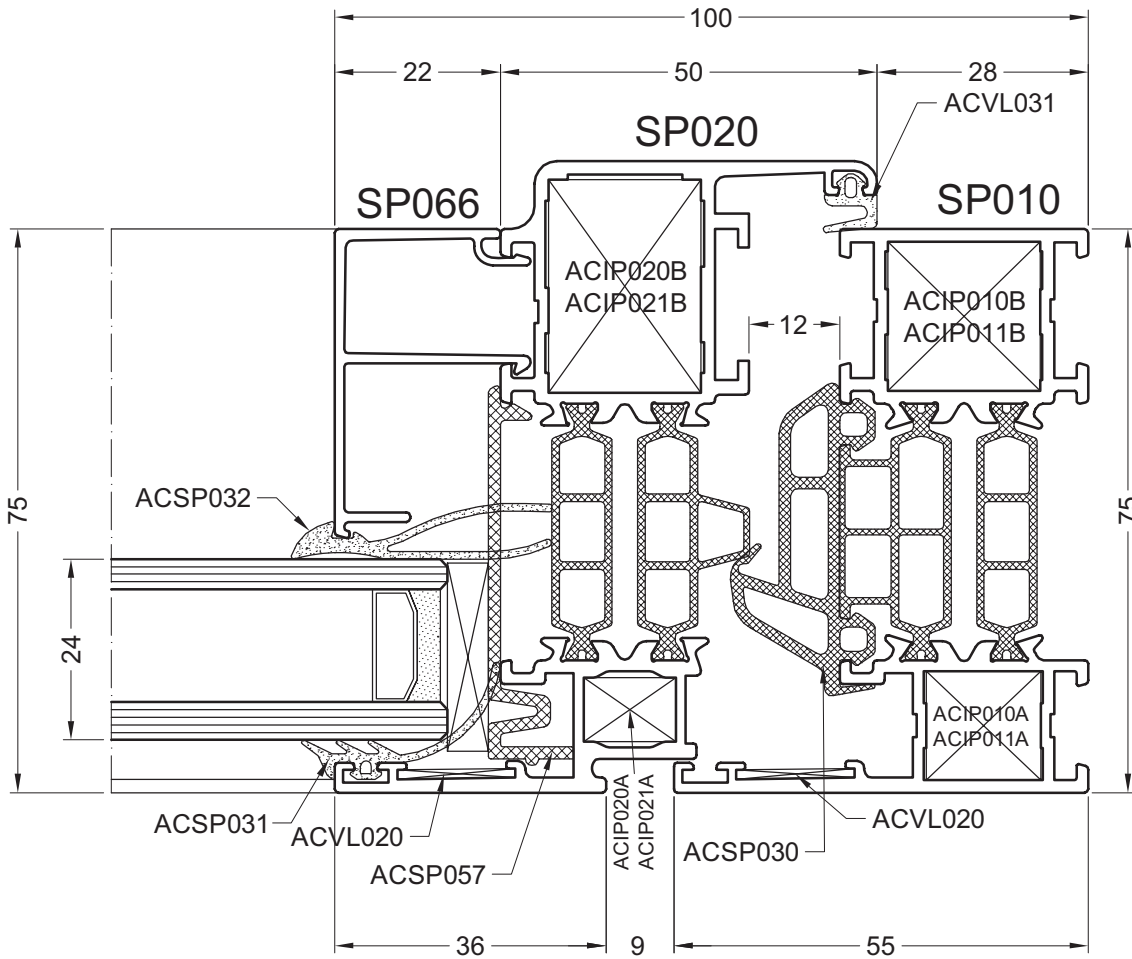 100
22
50
28
ACVL031
SP020
SP066
SP010
ACIP020B
ACIP021B
ACIP010B
ACIP011B
12
75
75
ACSP032
24
ACIP010A
ACIP011A
ACSP031
ACVL020
ACSP057
ACIP020A
ACIP021A
ACSP030
ACVL020
36
9
55